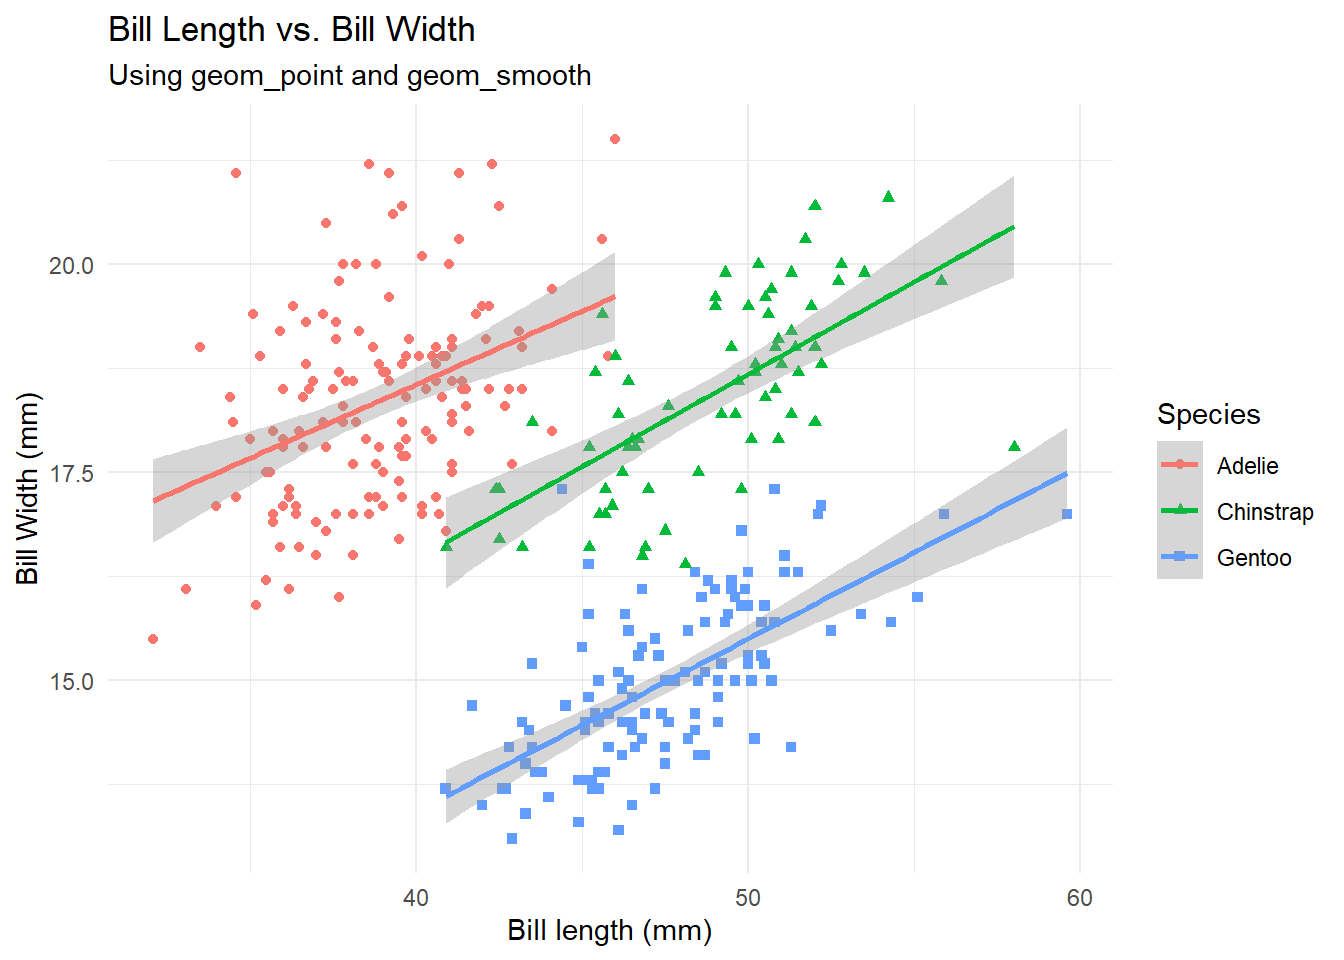 Bill Length vs. Bill Width
Using geom_point and geom_smooth
Bill Width (mm)
20.0
17.5
15.0
40
50
60
Bill length (mm)
Species
Adelie
Chinstrap
Gentoo